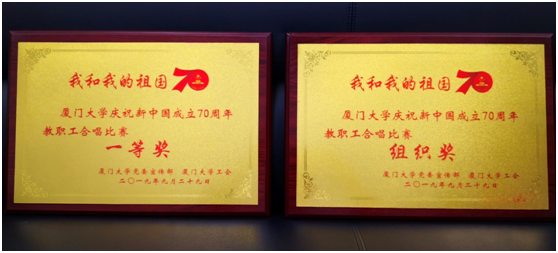 我和我的祖国 70
厦门大学庆祝新中国成立70周年
教职工合唱比赛
一等奖
厦门大学党委宣传部 厦门大学工会
二〇一九年九月二十九日
我和我的祖国 70
厦门大学庆祝新中国成立70周年
教职工合唱比赛
组织奖
厦门大学党委宣传部 厦门大学工会
二〇一九年九月二十九日